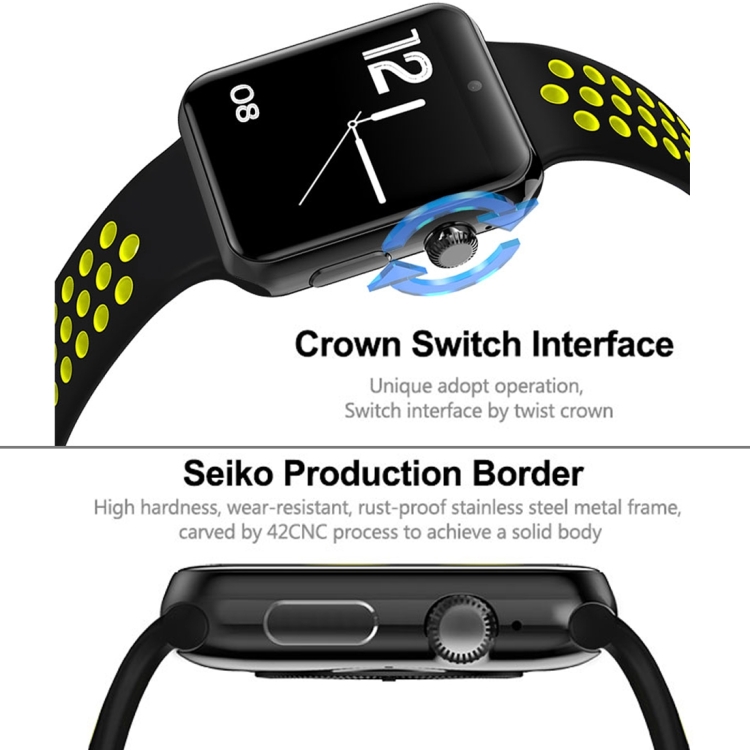 12
08
Crown Switch Interface
Unique adopt operation,
Switch interface by twist crown
Seiko Production Border
High hardness, wear-resistant, rust-proof stainless steel metal frame,
carved by 42CNC process to achieve a solid body